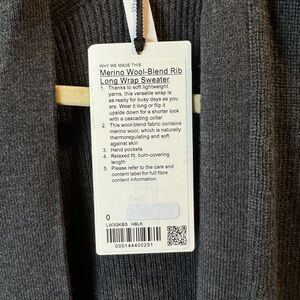 WHY WE MADE THIS
Merino Wool-Blend Rib
Long Wrap Sweater
1. Thanks to soft lightweight
yarns, this versatile wrap is
as ready for busy days as you
are. Wear it long or flip it
upside down for a shorter look
with a cascading collar
2. This wool-blend fabric contains
merino wool, which is naturally
thermoregulating and soft
against skin
3. Hand pockets
4. Relaxed fit, bum-covering
length
5. Please refer to the care and
content label for full fibre
content information
0
LW3GKBS HBLK
000144400251